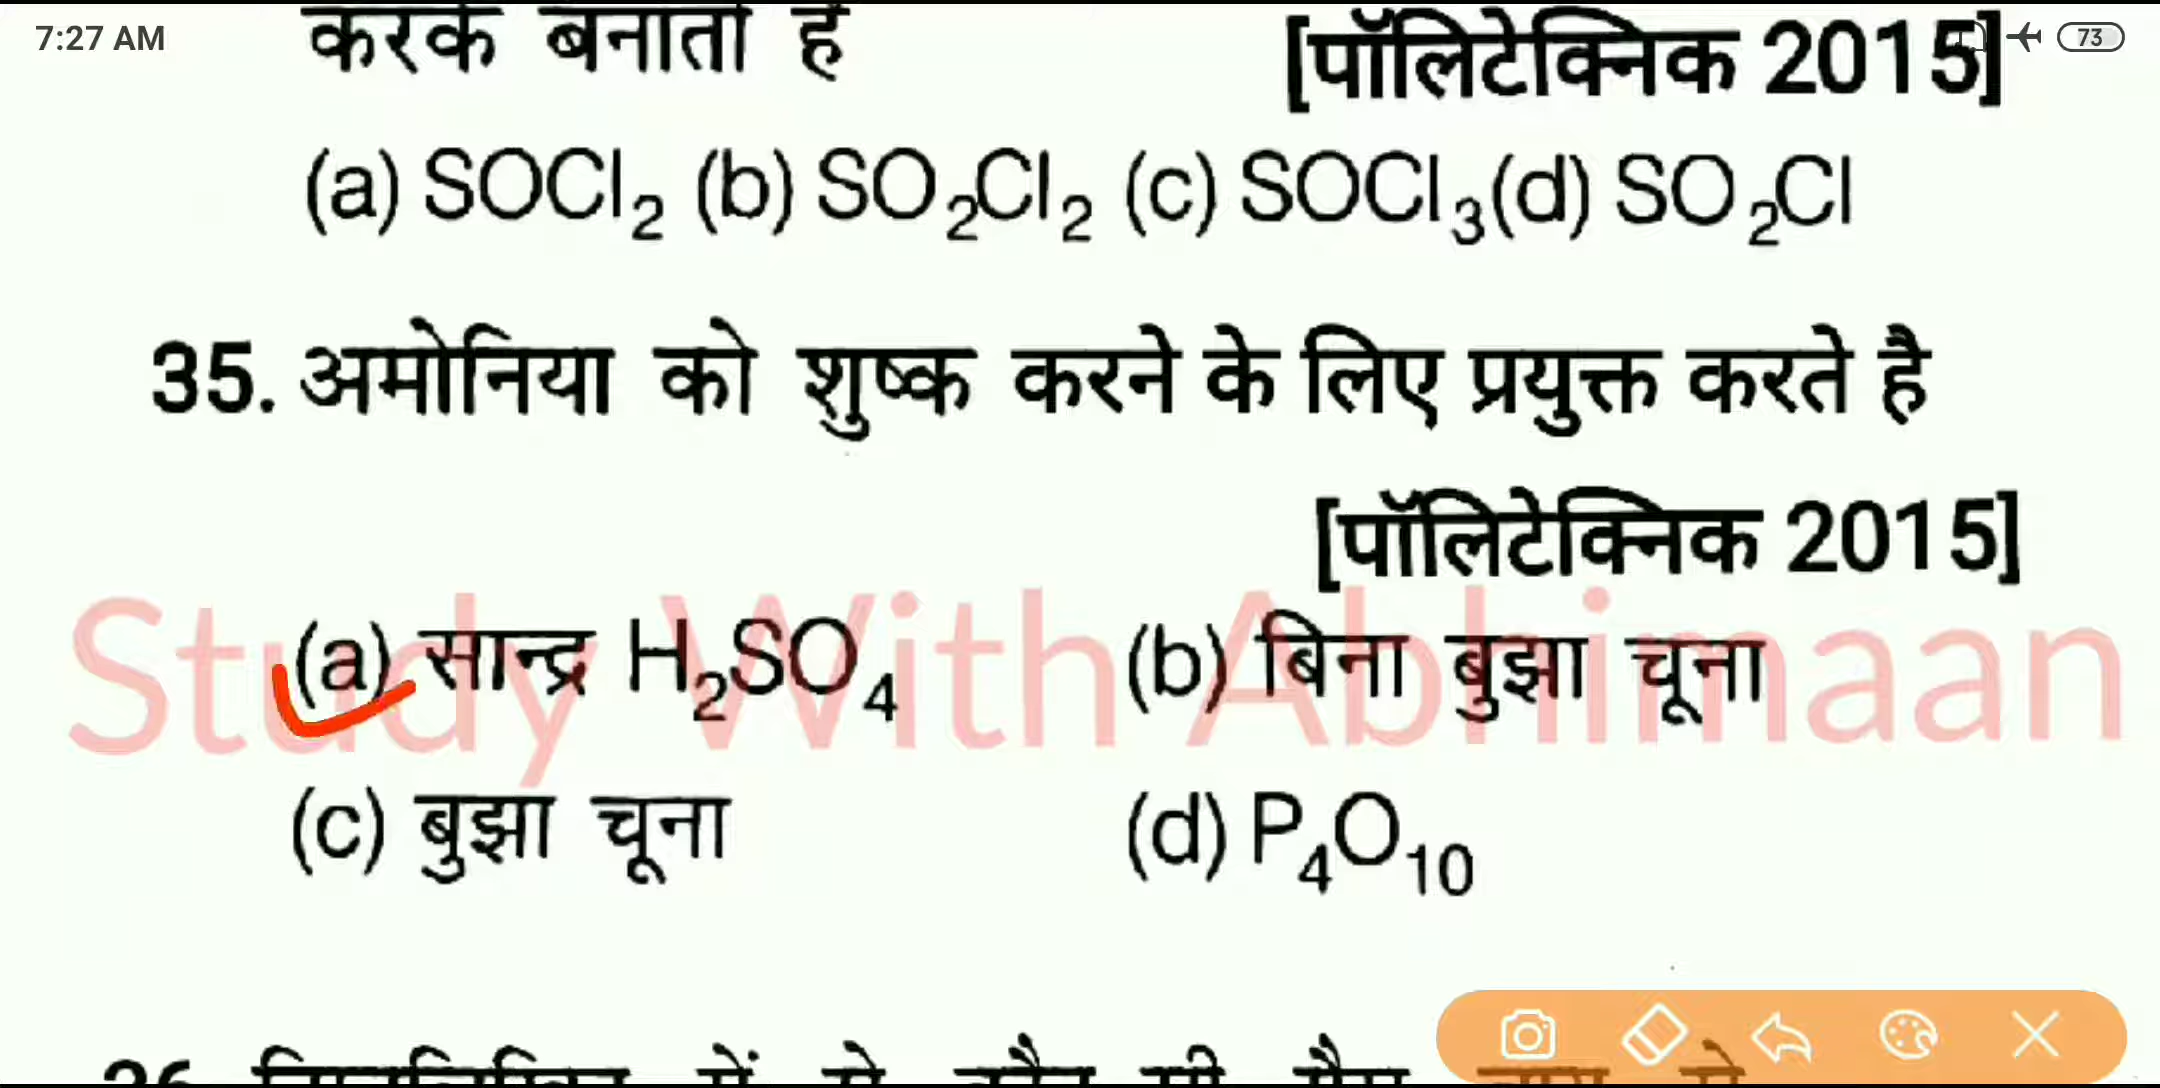 7:27 AM
करके बनाता है [पॉलिटेक्निक 2015] 73
(a) SOCl₂ (b) SO₂Cl₂ (c) SOCl₃(d) SO₂Cl
35. अमोनिया को शुष्क करने के लिए प्रयुक्त करते है
[पॉलिटेक्निक 2015]
Study With Abhimaan
(a) सान्द्र H₂SO₄ (b) बिना बुझा चूना
(c) बुझा चूना (d) P₄O₁₀